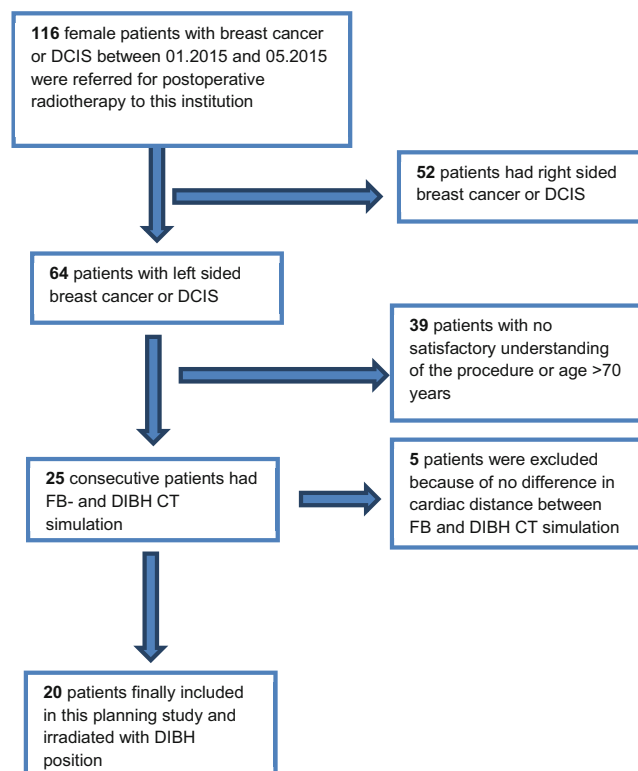 116 female patients with breast cancer
or DCIS between 01.2015 and 05.2015
were referred for postoperative
radiotherapy to this institution
52 patients had right sided
breast cancer or DCIS
64 patients with left sided
breast cancer or DCIS
39 patients with no
satisfactory understanding
of the procedure or age >70
years
25 consecutive patients had
FB- and DIBH CT
simulation
5 patients were excluded
because of no difference in
cardiac distance between
FB and DIBH CT simulation
20 patients finally included
in this planning study and
irradiated with DIBH
position